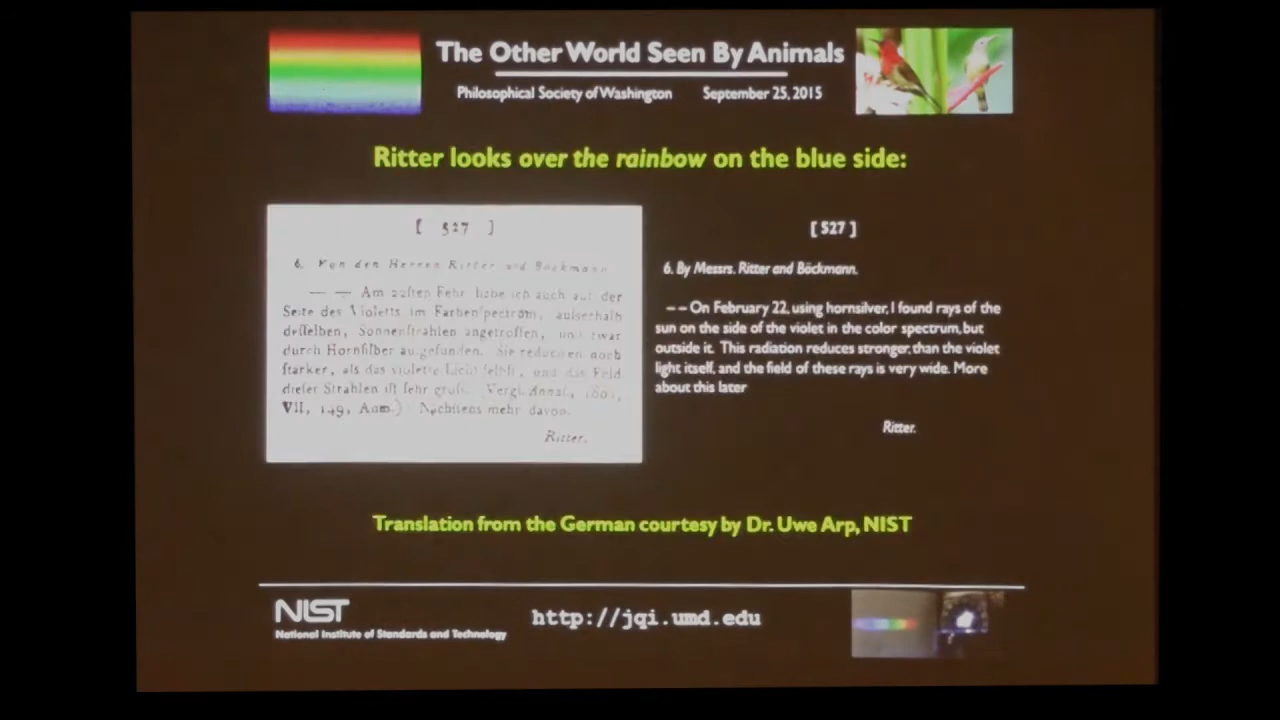 The Other World Seen By Animals
Philosophical Society of Washington September 25, 2015
Ritter looks over the rainbow on the blue side:
[ 527 ]
6. Von den Herren Ritter und Böckmann
— — Am 22ſten Febr. habe ich auch auf der
Seite des Violetts im Farbenſpectrum, auſserhalb
deſſelben, Sonnenſtrahlen angetroffen, und zwar
durch Hornſilber aufgefunden. Sie reduciren noch
ſtärker, als das violette Licht ſelbſt, und das Feld
dieſer Strahlen iſt ſehr groſs. Vergl. Annal.,
VII, 149, Anm.) Nächſtens mehr davon.
Ritter.
[ 527 ]
6. By Messrs. Ritter and Böckmann.
– – On February 22, using hornsilver, I found rays of the
sun on the side of the violet in the color spectrum, but
outside it. This radiation reduces stronger, than the violet
light itself, and the field of these rays is very wide. More
about this later
Ritter.
Translation from the German courtesy by Dr. Uwe Arp, NIST
NIST
National Institute of Standards and Technology
http://jqi.umd.edu